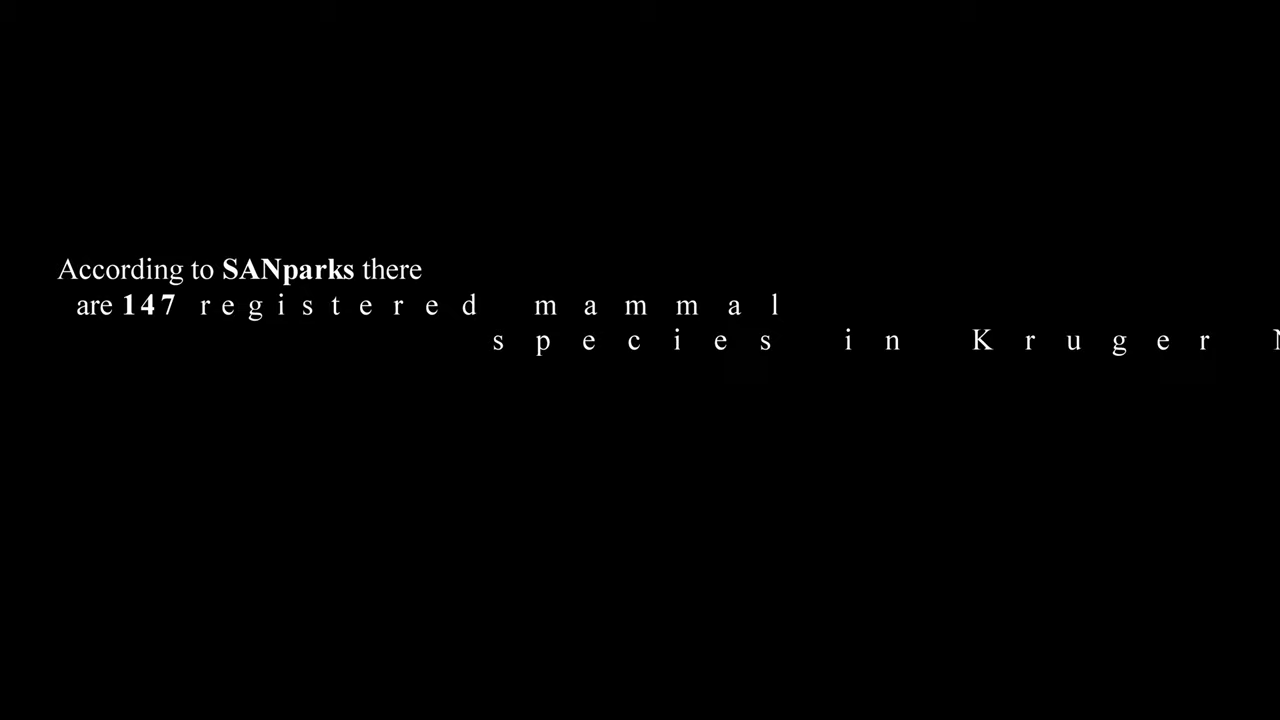 According to SANparks there
are 147 registered mammal
species in Kruger